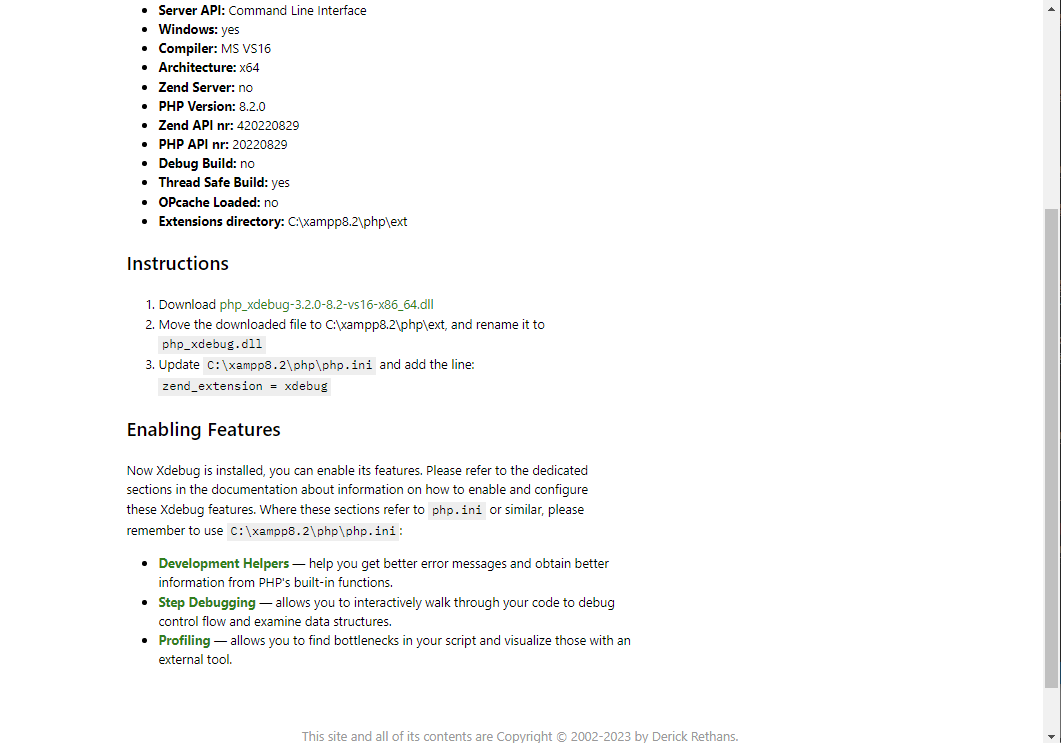 Server API: Command Line Interface
Windows: yes
Compiler: MS VS16
Architecture: x64
Zend Server: no
PHP Version: 8.2.0
Zend API nr: 420220829
PHP API nr: 20220829
Debug Build: no
Thread Safe Build: yes
OPcache Loaded: no
Extensions directory: C:\xampp8.2\php\ext
Instructions
1. Download php_xdebug-3.2.0-8.2-vs16-x86_64.dll
2. Move the downloaded file to C:\xampp8.2\php\ext, and rename it to
php_xdebug.dll
3. Update C:\xampp8.2\php\php.ini and add the line:
zend_extension = xdebug
Enabling Features
Now Xdebug is installed, you can enable its features. Please refer to the dedicated
sections in the documentation about information on how to enable and configure
these Xdebug features. Where these sections refer to php.ini or similar, please
remember to use C:\xampp8.2\php\php.ini:
Development Helpers — help you get better error messages and obtain better
information from PHP's built-in functions.
Step Debugging — allows you to interactively walk through your code to debug
control flow and examine data structures.
Profiling — allows you to find bottlenecks in your script and visualize those with an
external tool.
This site and all of its contents are Copyright © 2002-2023 by Derick Rethans.